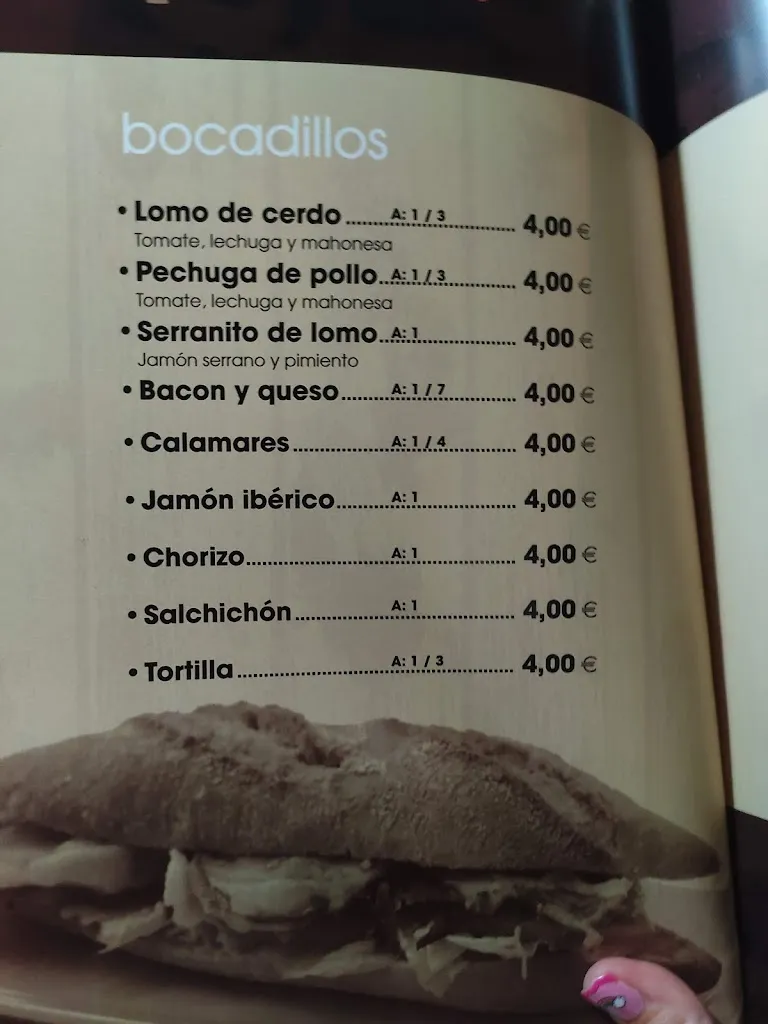 bocadillos
• Lomo de cerdo.......A: 1 / 3.......4,00 €
Tomate, lechuga y mahonesa
• Pechuga de pollo.......A: 1 / 3.......4,00 €
Tomate, lechuga y mahonesa
• Serranito de lomo.......A: 1.......4,00 €
Jamón serrano y pimiento
• Bacon y queso.......A: 1 / 7.......4,00 €
• Calamares.......A: 1 / 4.......4,00 €
• Jamón ibérico.......A: 1.......4,00 €
• Chorizo.......A: 1.......4,00 €
• Salchichón.......A: 1.......4,00 €
• Tortilla.......A: 1 / 3.......4,00 €